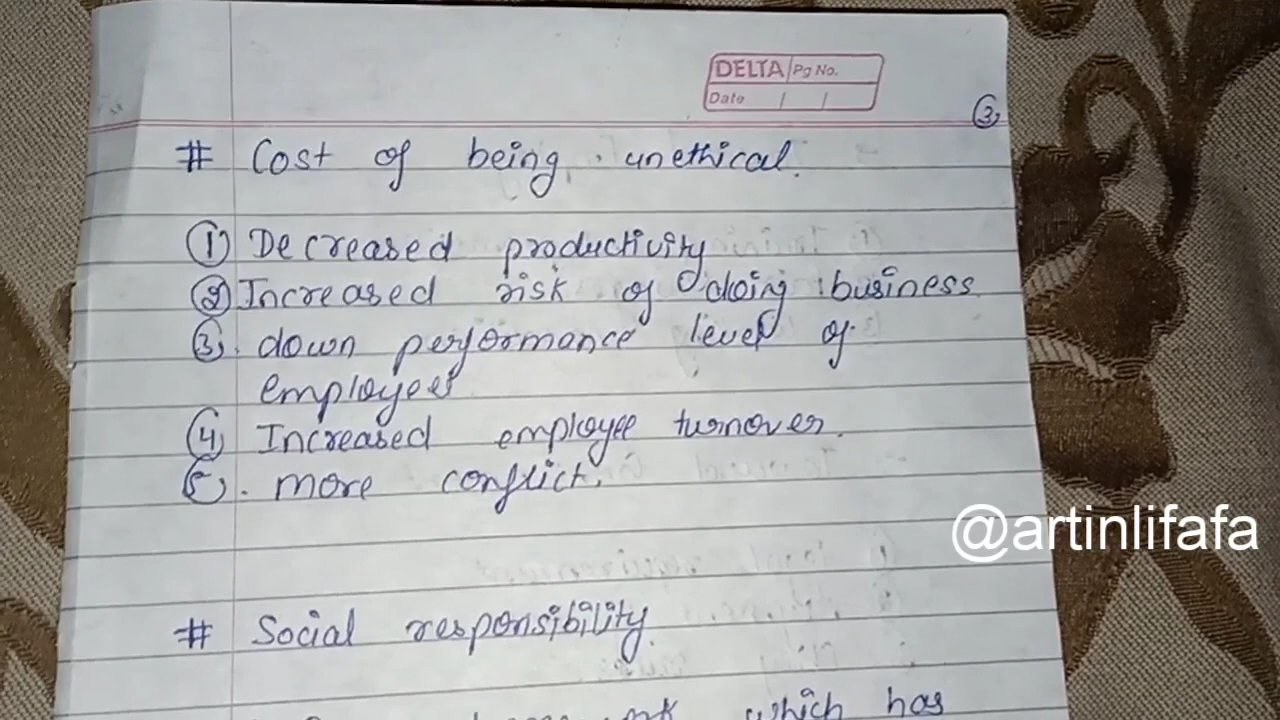 DELTA Pg No.
Date / /
3
# Cost of being unethical.
1 Decreased productivity
2 Increased risk of doing business
3. down performance level of
employees
4 Increased employee turnover.
5. more conflict.
@artinlifafa
# Social responsibility
which has